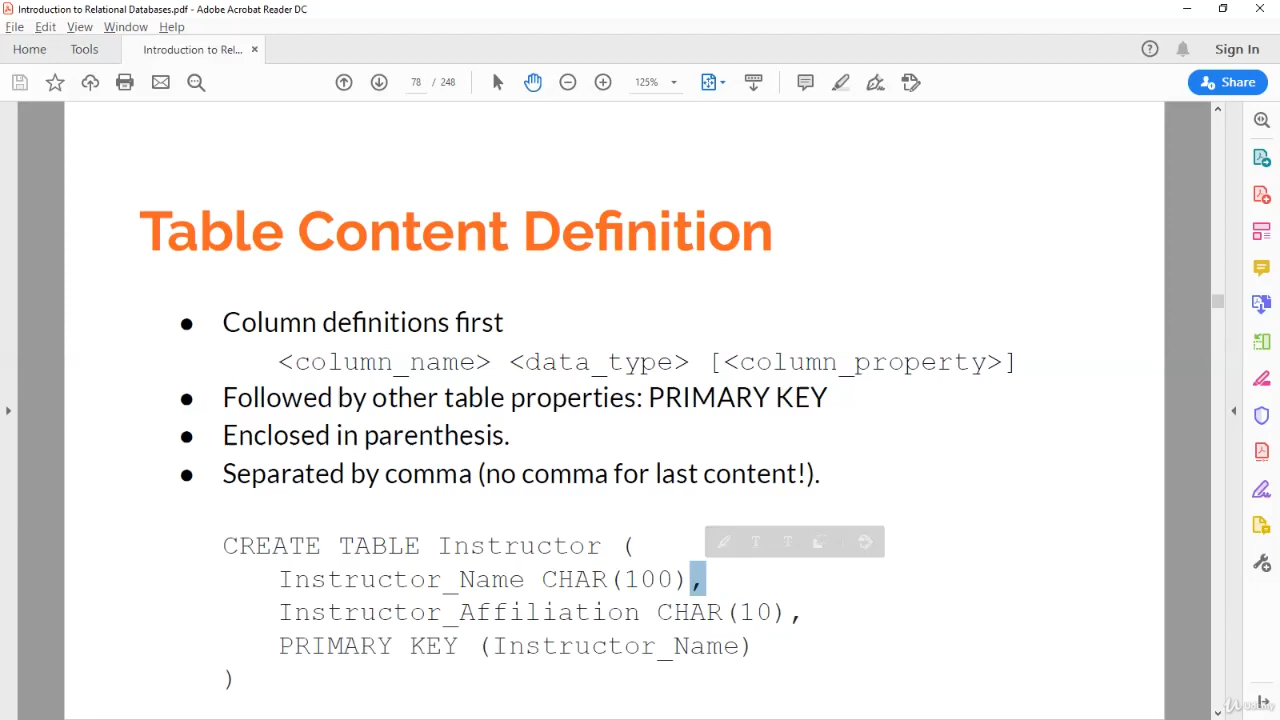 Introduction to Relational Databases.pdf - Adobe Acrobat Reader DC
File Edit View Window Help
Home Tools Introduction to Rel... × Sign In
78 / 248 125% Share
Table Content Definition
● Column definitions first
<column_name> <data_type> [<column_property>]
● Followed by other table properties: PRIMARY KEY
● Enclosed in parenthesis.
● Separated by comma (no comma for last content!).
CREATE TABLE Instructor (
Instructor_Name CHAR(100),
Instructor_Affiliation CHAR(10),
PRIMARY KEY (Instructor_Name)
)
Udemy